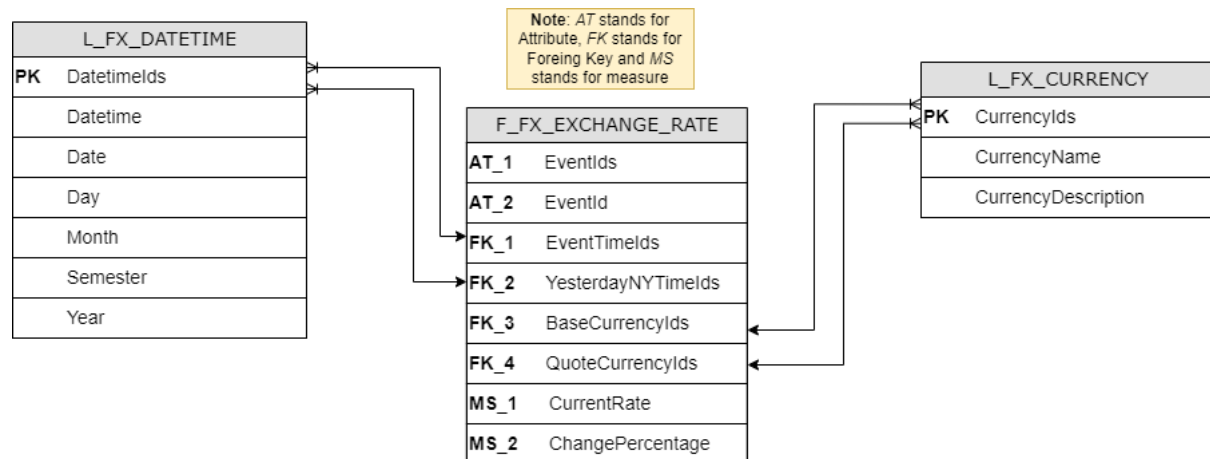 L_FX_DATETIME
PK DatetimeIds
Datetime
Date
Day
Month
Semester
Year
Note: AT stands for
Attribute, FK stands for
Foreing Key and MS
stands for measure
F_FX_EXCHANGE_RATE
AT_1 EventIds
AT_2 EventId
FK_1 EventTimeIds
FK_2 YesterdayNYTimeIds
FK_3 BaseCurrencyIds
FK_4 QuoteCurrencyIds
MS_1 CurrentRate
MS_2 ChangePercentage
L_FX_CURRENCY
PK CurrencyIds
CurrencyName
CurrencyDescription